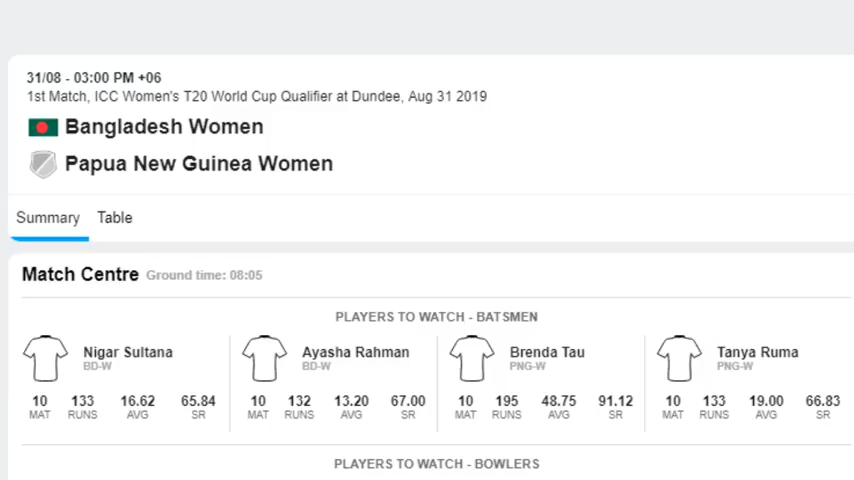 31/08 - 03:00 PM +06
1st Match, ICC Women's T20 World Cup Qualifier at Dundee, Aug 31 2019
Bangladesh Women
Papua New Guinea Women
Summary Table
Match Centre Ground time: 08:05
PLAYERS TO WATCH - BATSMEN
Nigar Sultana Ayasha Rahman Brenda Tau Tanya Ruma
BD-W BD-W PNG-W PNG-W
10 133 16.62 65.84 10 132 13.20 67.00 10 195 48.75 91.12 10 133 19.00 66.83
MAT RUNS AVG SR MAT RUNS AVG SR MAT RUNS AVG SR MAT RUNS AVG SR
PLAYERS TO WATCH - BOWLERS